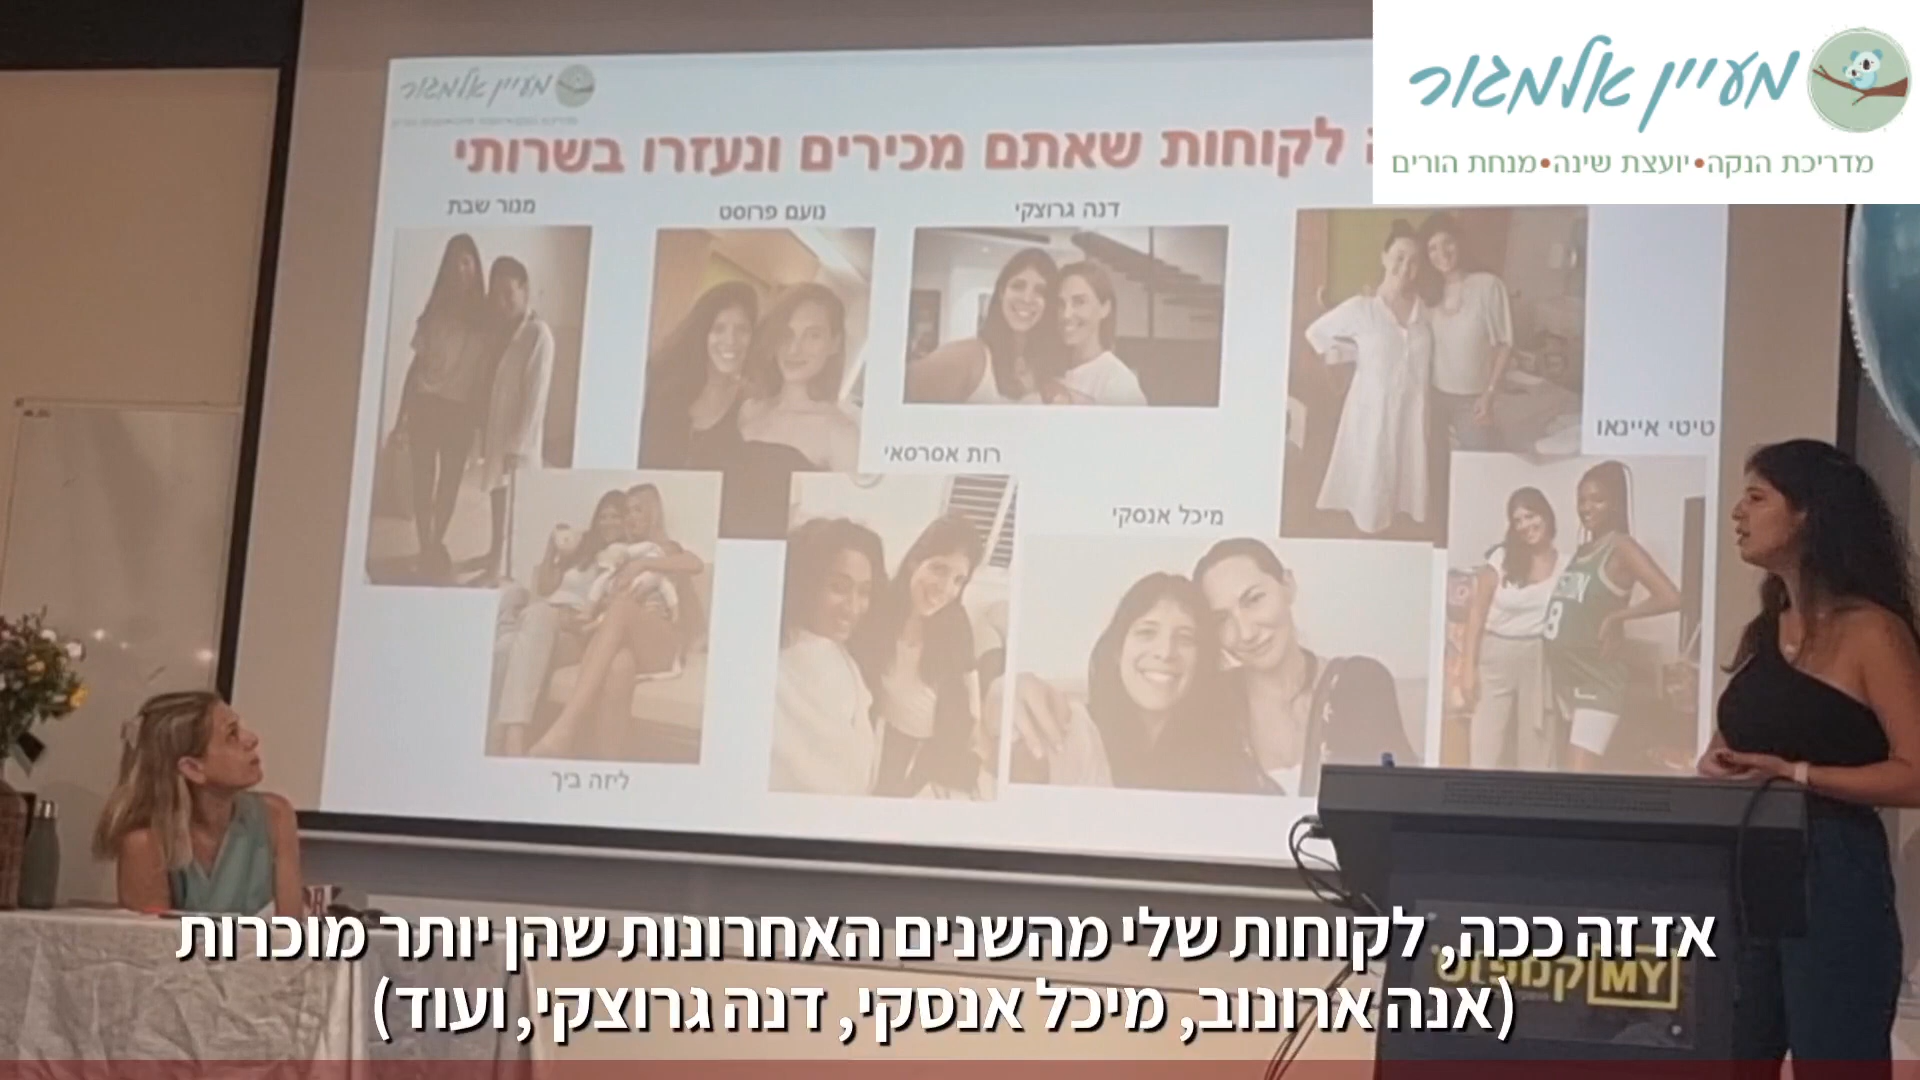 מעיין אלמגור
מדריכת הנקה•יועצת שינה•מנחת הורים
מעיין אלמגור
לקוחות שאתם מכירים ונעזרו בשרותי
דנה גרוצקי
נועם פרוסט
מנור שבת
טיטי איינאו
רות אסרסאי
מיכל אנסקי
ליזה ביך
MY קמפוס
אז זה ככה, לקוחות שלי מהשנים האחרונות שהן יותר מוכרות
(אנה ארונוב, מיכל אנסקי, דנה גרוצקי, ועוד)